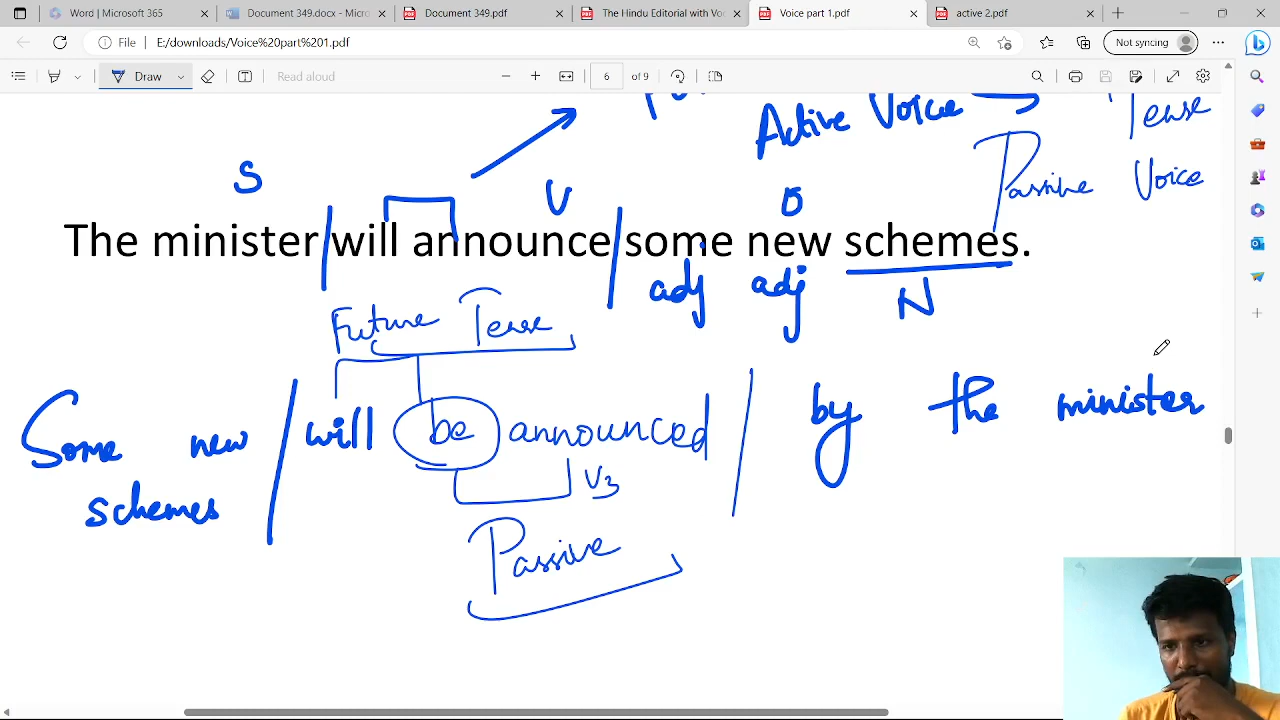 Word | Microsoft 365
Document 349.docx - Micro
Document 349.pdf
The Hindu Editorial with Voc
Voice part 1.pdf
active 2.pdf
File
E:/downloads/Voice%20part%201.pdf
Not syncing
Draw
Read aloud
6 of 9
Active Voice
Tense
Passive Voice
S
V
O
The minister will announce some new schemes.
adj adj N
Future Tense
Some new schemes will be announced by the minister
V3
Passive